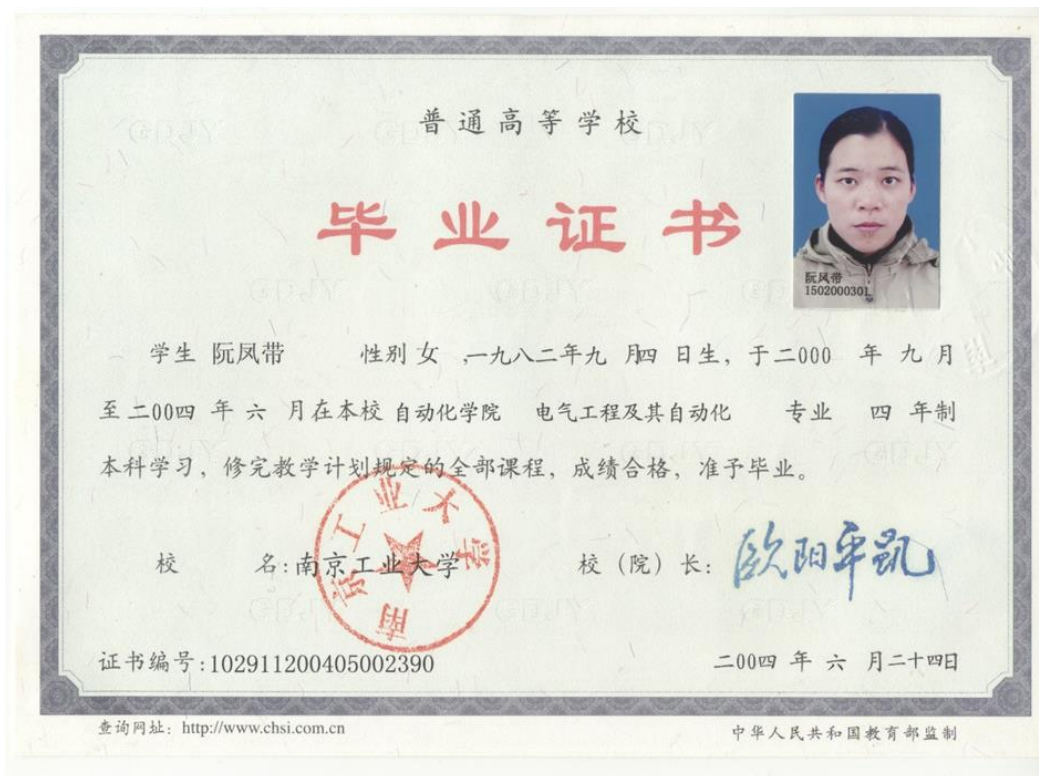 普通高等学校
毕业证书
阮凤带
150200030L
学生 阮凤带 性别 女 ,一九八二年九 月四 日生，于二000 年 九 月
至 二00四 年 六 月在本校 自动化学院 电气工程及其自动化 专业 四 年制
本科学习，修完教学计划规定的全部课程，成绩合格，准予毕业。
校 名:南京工业大学 校（院）长: 欧阳平凯
南京工业大学
证书编号:102911200405002390 二00四 年 六 月二十四日
查询网址：http://www.chsi.com.cn 中华人民共和国教育部监制